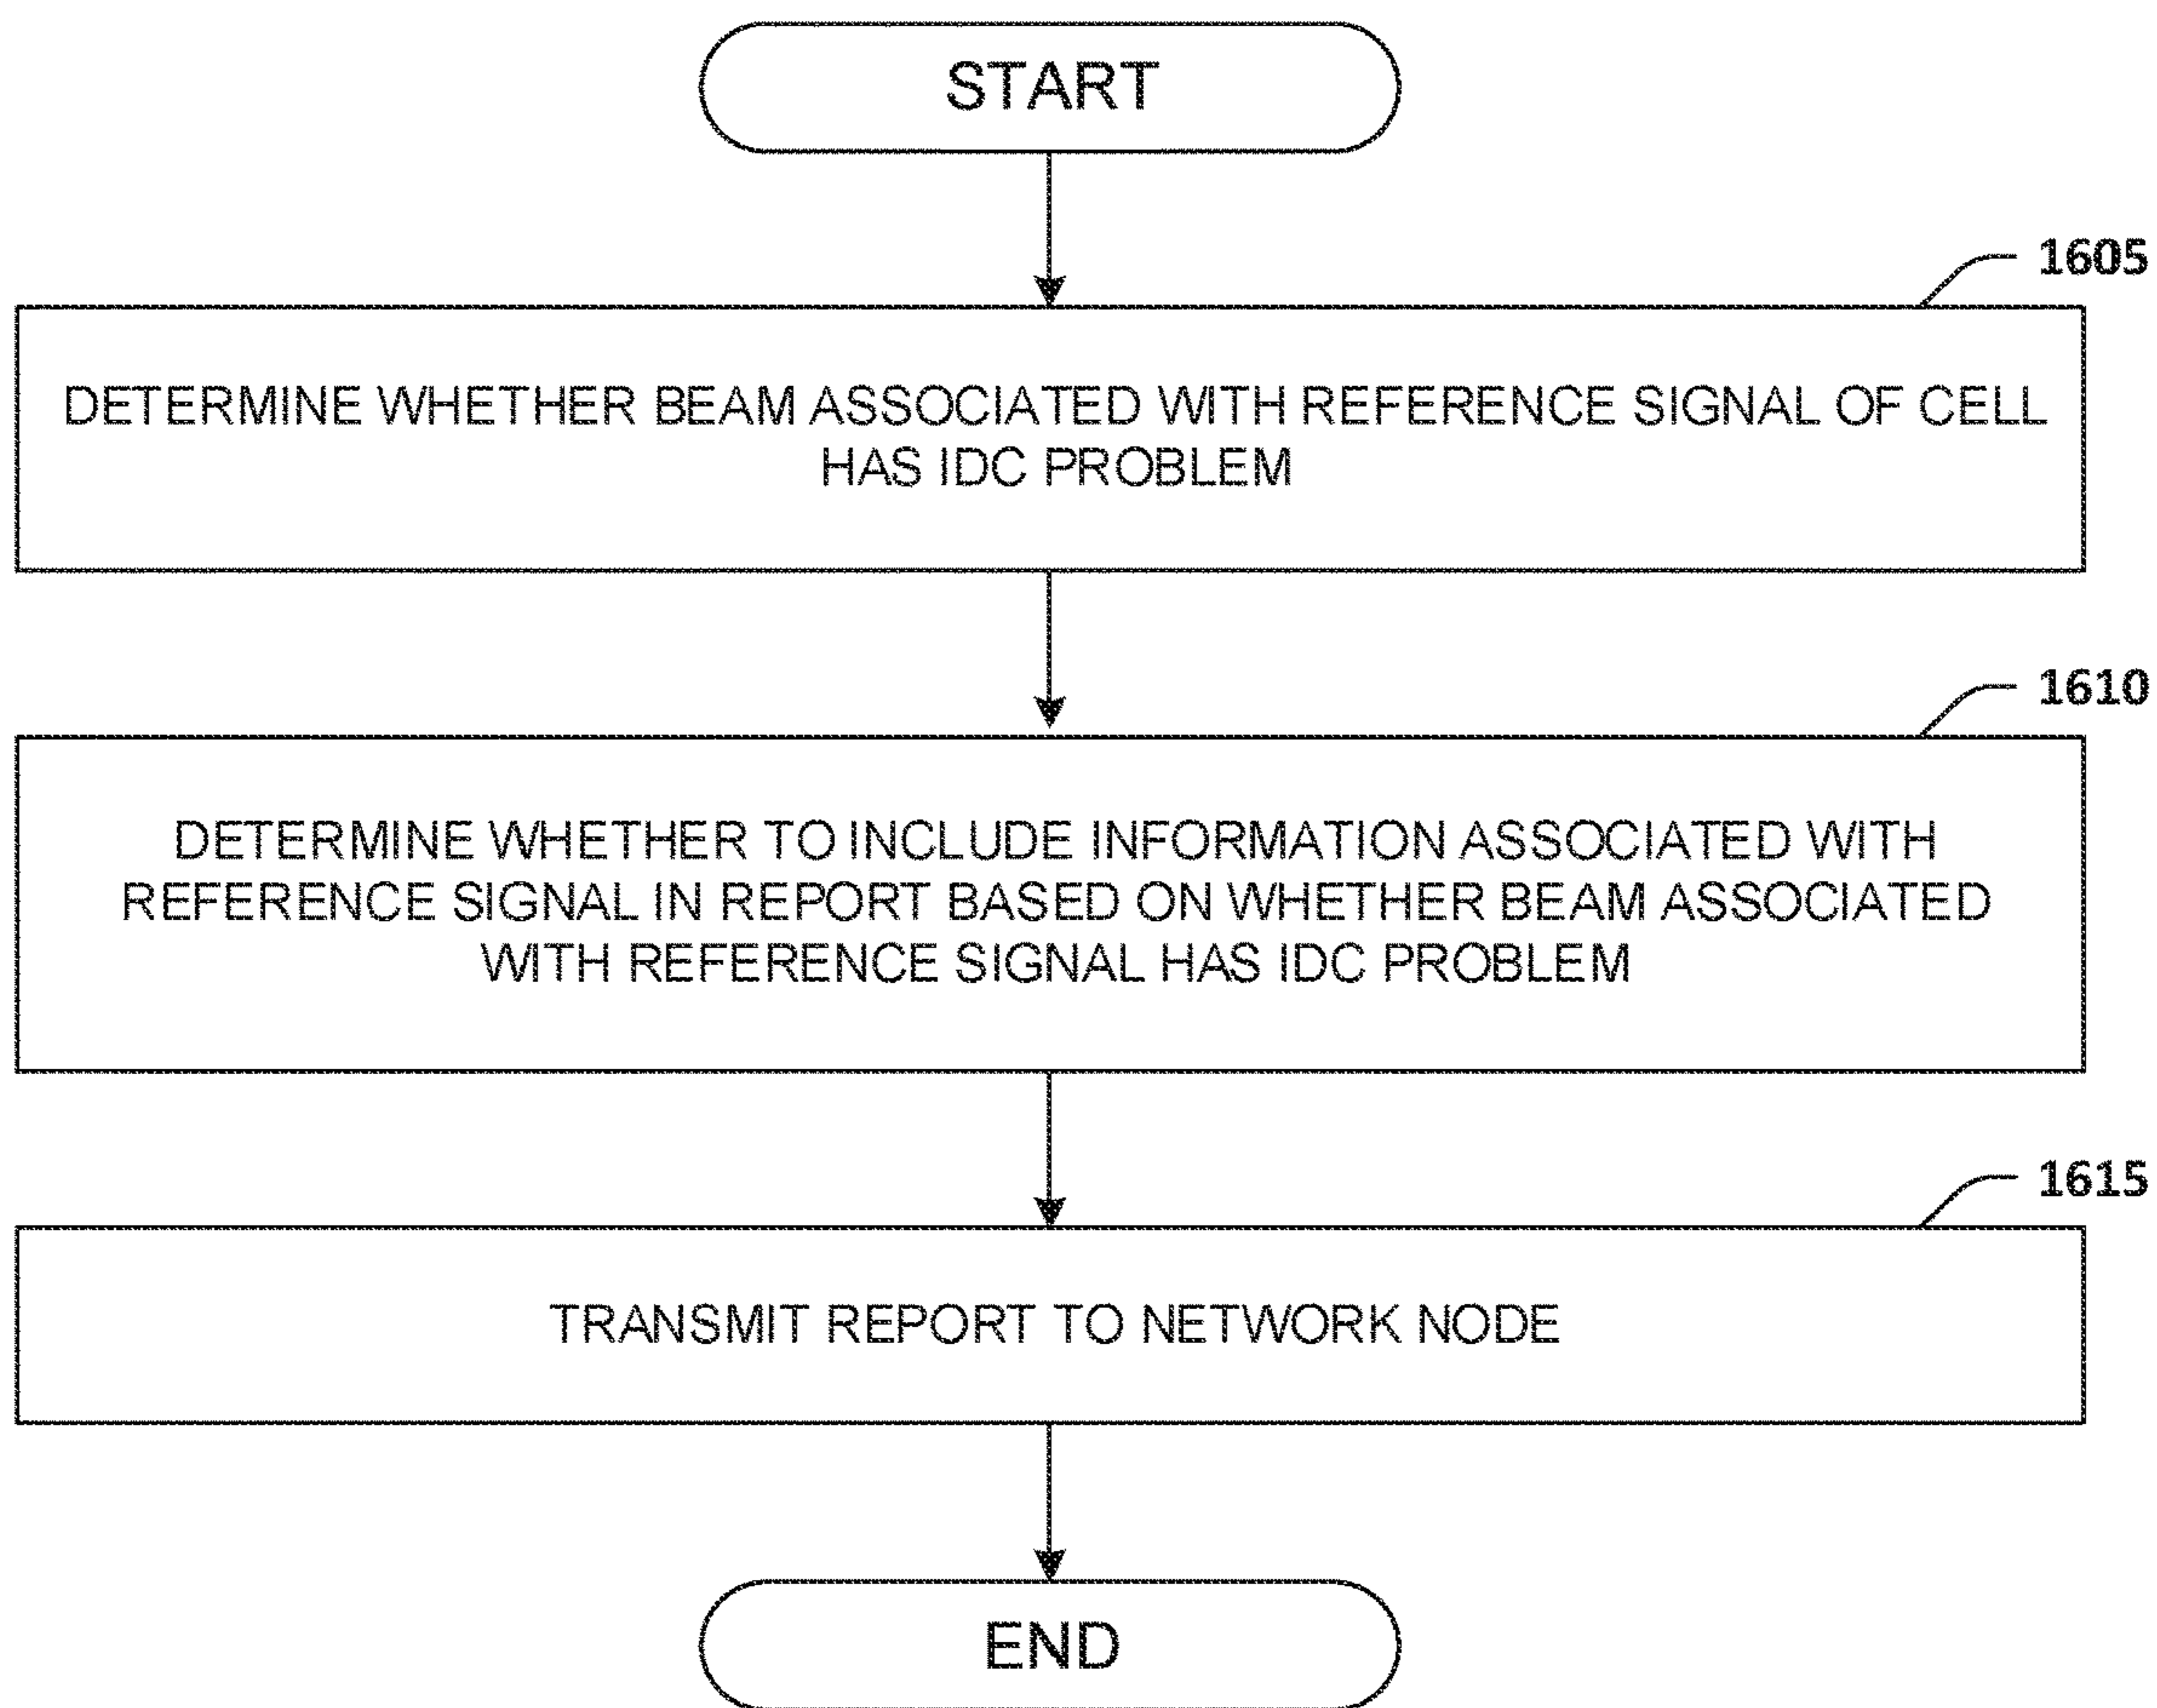 START
1605
DETERMINE WHETHER BEAM ASSOCIATED WITH REFERENCE SIGNAL OF CELL
HAS IDC PROBLEM
1610
DETERMINE WHETHER TO INCLUDE INFORMATION ASSOCIATED WITH
REFERENCE SIGNAL IN REPORT BASED ON WHETHER BEAM ASSOCIATED
WITH REFERENCE SIGNAL HAS IDC PROBLEM
1615
TRANSMIT REPORT TO NETWORK NODE
END